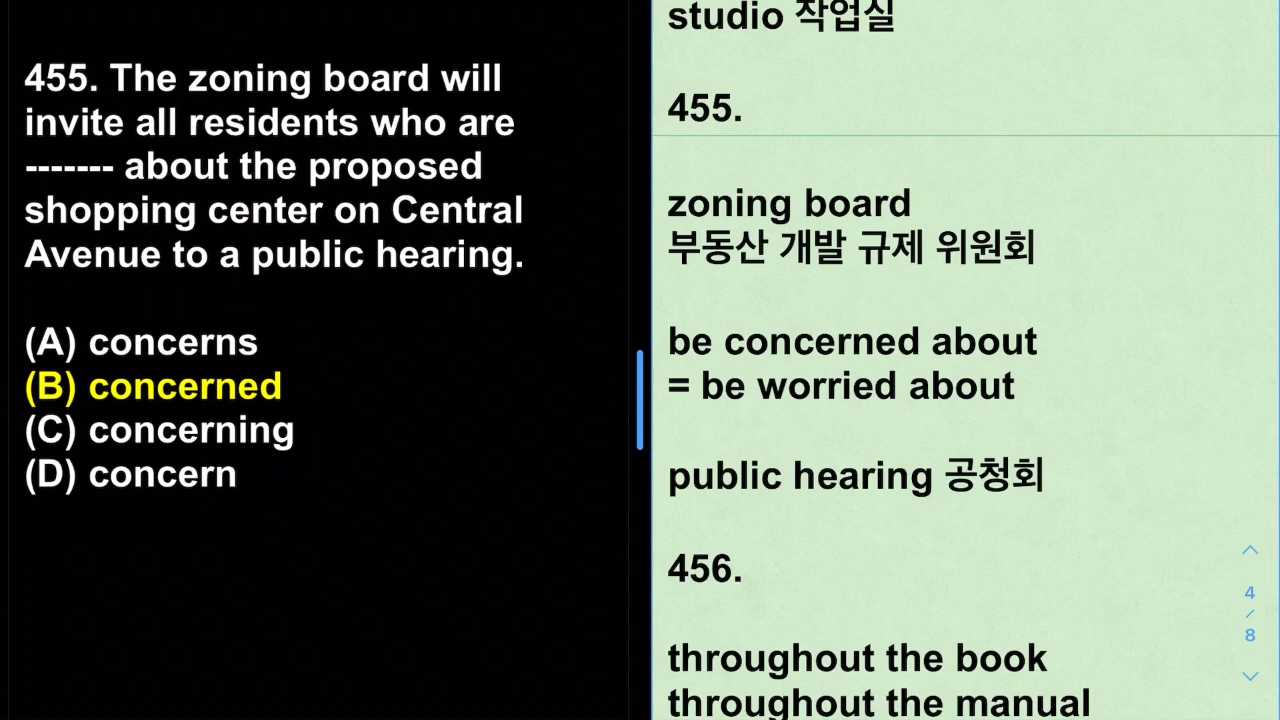 455. The zoning board will
invite all residents who are
------- about the proposed
shopping center on Central
Avenue to a public hearing.
(A) concerns
(B) concerned
(C) concerning
(D) concern
studio 작업실
455.
zoning board
부동산 개발 규제 위원회
be concerned about
= be worried about
public hearing 공청회
456.
throughout the book
throughout the manual
4
/
8